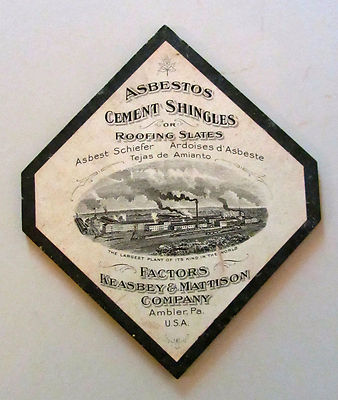 ASBESTOS
CEMENT SHINGLES
OR
ROOFING SLATES
Asbest Schiefer Ardoises d'Asbeste
Tejas de Amianto
THE LARGEST PLANT OF ITS KIND IN THE WORLD
FACTORS
KEASBEY & MATTISON
COMPANY
Ambler, Pa.
U.S.A.